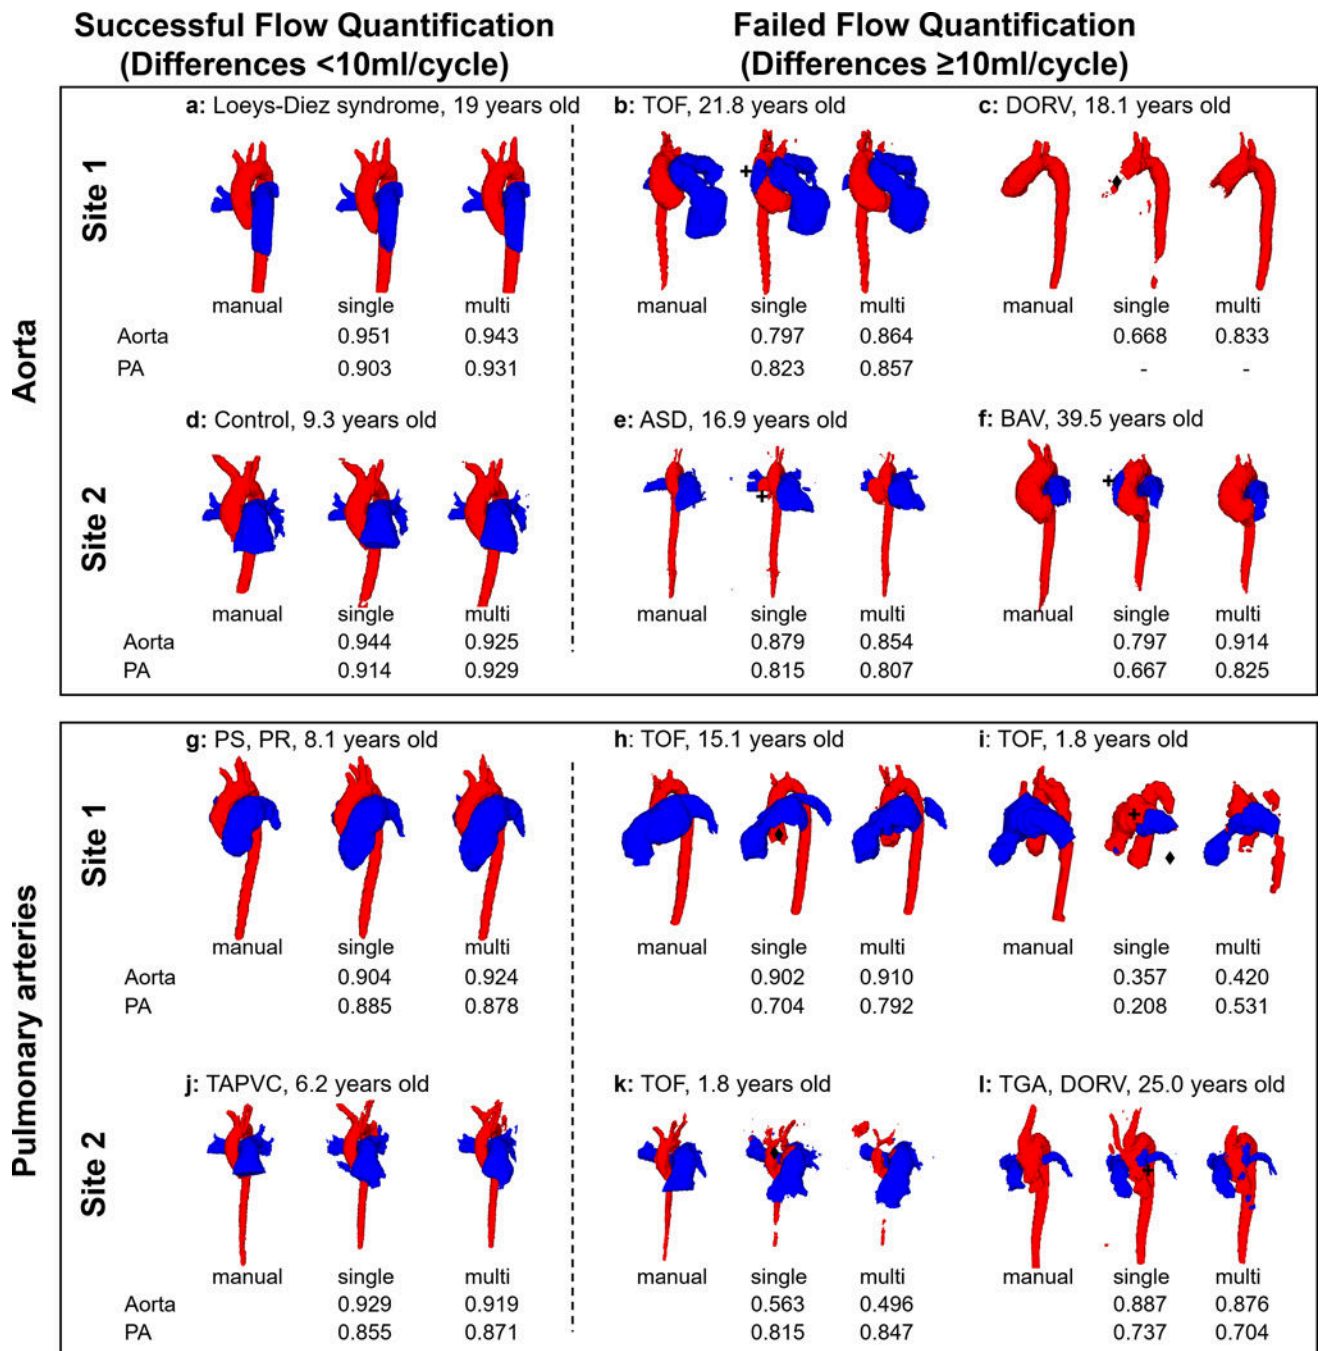 Successful Flow Quantification
(Differences <10ml/cycle)
Failed Flow Quantification
(Differences ≥10ml/cycle)
Aorta
Site 1
a: Loeys-Diez syndrome, 19 years old
manual single multi
Aorta 0.951 0.943
PA 0.903 0.931
b: TOF, 21.8 years old
manual single multi
0.797 0.864
0.823 0.857
c: DORV, 18.1 years old
manual single multi
0.668 0.833
- -
Site 2
d: Control, 9.3 years old
manual single multi
Aorta 0.944 0.925
PA 0.914 0.929
e: ASD, 16.9 years old
manual single multi
0.879 0.854
0.815 0.807
f: BAV, 39.5 years old
manual single multi
0.797 0.914
0.667 0.825
Pulmonary arteries
Site 1
g: PS, PR, 8.1 years old
manual single multi
Aorta 0.904 0.924
PA 0.885 0.878
h: TOF, 15.1 years old
manual single multi
0.902 0.910
0.704 0.792
i: TOF, 1.8 years old
manual single multi
0.357 0.420
0.208 0.531
Site 2
j: TAPVC, 6.2 years old
manual single multi
Aorta 0.929 0.919
PA 0.855 0.871
k: TOF, 1.8 years old
manual single multi
0.563 0.496
0.815 0.847
l: TGA, DORV, 25.0 years old
manual single multi
0.887 0.876
0.737 0.704